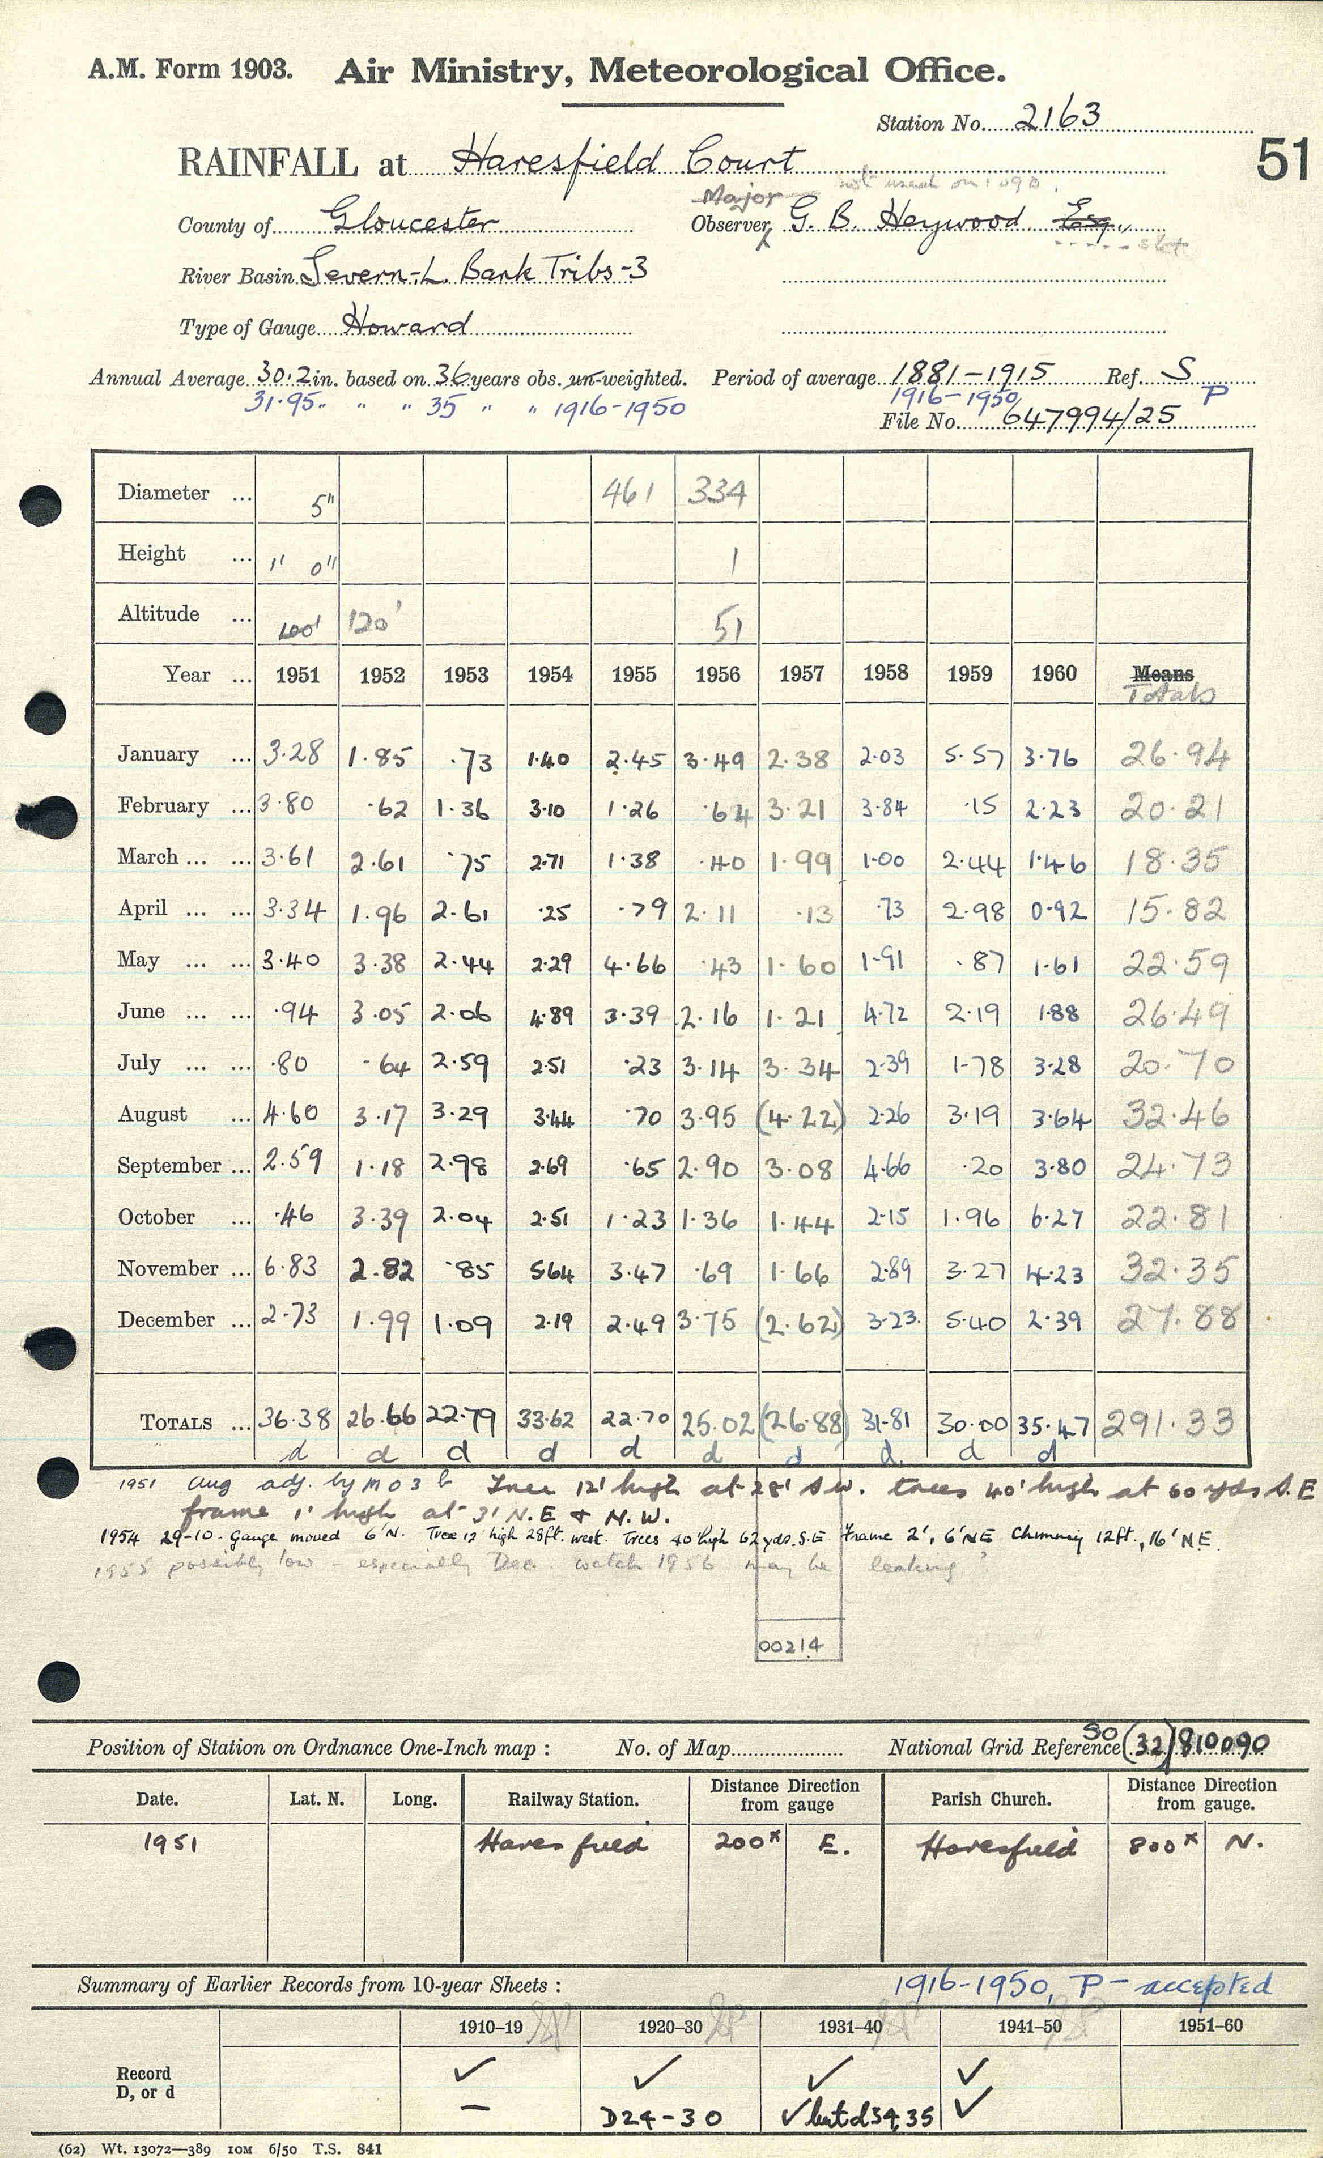 A.M. Form 1903. Air Ministry, Meteorological Office.
Station No. 2163
51
RAINFALL at Haresfield Court
not used on
Major
County of Gloucester Observer G. B. Heywood Esq.
River Basin Severn-L. Bank Tribs-3
Type of Gauge Howard
Annual Average 30.2 in. based on 36 years obs. un-weighted. Period of average 1881-1915 Ref. S
31.95 " " " 35 " " 1916-1950 1916-1950 P
File No. 647994/25
Diameter ... 5" 461 334
Height ... 1' 0" 1
Altitude ... 100' 120' 51
Year ... 1951 1952 1953 1954 1955 1956 1957 1958 1959 1960 Means
Totals
January ... 3.28 1.85 .73 1.40 2.45 3.49 2.38 2.03 5.57 3.76 26.94
February ... 3.80 .62 1.36 3.10 1.26 .64 3.21 3.84 .15 2.23 20.21
March ... ... 3.61 2.61 .75 2.71 1.38 .40 1.99 1.00 2.44 1.46 18.35
April ... ... 3.34 1.96 2.61 .25 .79 2.11 .13 .73 2.98 0.92 15.82
May ... ... 3.40 3.38 2.44 2.29 4.66 .43 1.60 1.91 .87 1.61 22.59
June ... ... .94 3.05 2.06 4.89 3.39 2.16 1.21 4.72 2.19 1.88 26.49
July ... ... .80 .64 2.59 2.51 .23 3.14 3.34 2.39 1.78 3.28 20.70
August ... 4.60 3.17 3.29 3.44 .70 3.95 (4.22) 2.26 3.19 3.64 32.46
September ... 2.59 1.18 2.98 2.69 .65 2.90 3.08 4.66 .20 3.80 24.73
October ... .46 3.39 2.04 2.51 1.23 1.36 1.44 2.15 1.96 6.27 22.81
November ... 6.83 2.82 .85 5.64 3.47 .69 1.66 2.89 3.27 4.23 32.35
December ... 2.73 1.99 1.09 2.19 2.49 3.75 (2.62) 3.23 5.40 2.39 27.88
TOTALS ... 36.38 26.66 22.79 33.62 22.70 25.02 (26.88) 31.81 30.00 35.47 291.33
d d d d d d d d d d
1951 Aug adj. by M O 3 b Tree 12' high at 28' S.W. trees 40' high at 60 yds S.E
frame 1' high at 3' N.E & N.W.
1954 29-10. Gauge moved 6'N. Tree 12' high 28ft. west. Trees 40' high 62 yds. S.E Frame 2', 6'NE Chimney 12ft., 16'N.E.
1955 possibly low - especially Dec. watch 1956 may be leaking?
00214
Position of Station on Ordnance One-Inch map : No. of Map National Grid Reference SO (32) 810090
Date. Lat. N. Long. Railway Station. Distance Direction from gauge Parish Church. Distance Direction from gauge.
1951 Haresfield 200x E. Haresfield 800x N.
Summary of Earlier Records from 10-year Sheets : 1916-1950, P - accepted
1910-19 1920-30 1931-40 1941-50 1951-60
Record ✓ ✓ ✓ ✓
D, or d — D24-30 ✓ but d34,35 ✓
(62) Wt. 13072—389 10M 6/50 T.S. 841